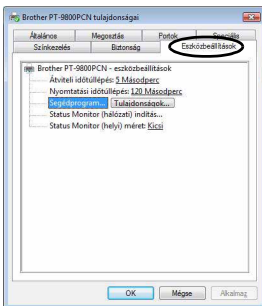 Brother PT-9800PCN tulajdonságai
Általános Megosztás Portok Speciális
Színkezelés Biztonság Eszközbeállítások
Brother PT-9800PCN - eszközbeállítások
Átviteli időtúllépés: 5 Másodperc
Nyomtatási időtúllépés: 120 Másodperc
Segédprogram... Tulajdonságok...
Status Monitor (hálózati) indítás...
Status Monitor (helyi) méret: Kicsi
OK Mégse Alkalmaz